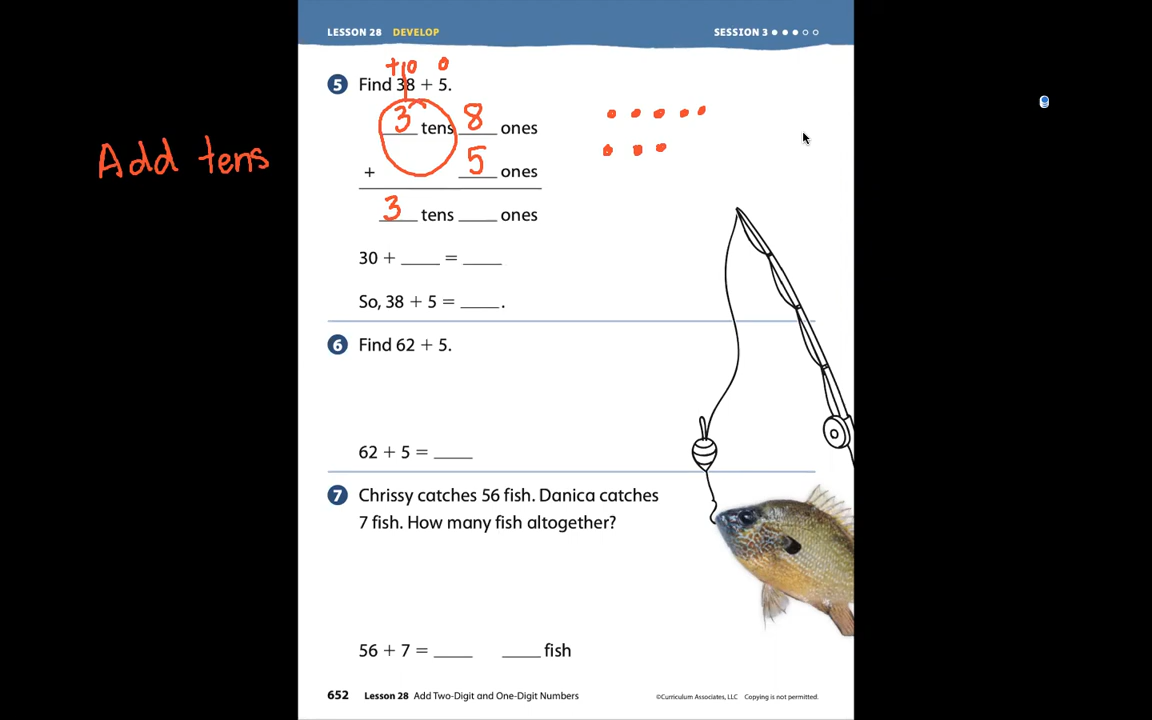 LESSON 28 DEVELOP SESSION 3
+10 0
5 Find 38 + 5.
3 tens 8 ones
Add tens
+ 5 ones
3 tens ____ ones
30 + ____ = ____
So, 38 + 5 = ____.
6 Find 62 + 5.
62 + 5 = ____
7 Chrissy catches 56 fish. Danica catches
7 fish. How many fish altogether?
56 + 7 = ____ ____ fish
652 Lesson 28 Add Two-Digit and One-Digit Numbers ©Curriculum Associates, LLC Copying is not permitted.